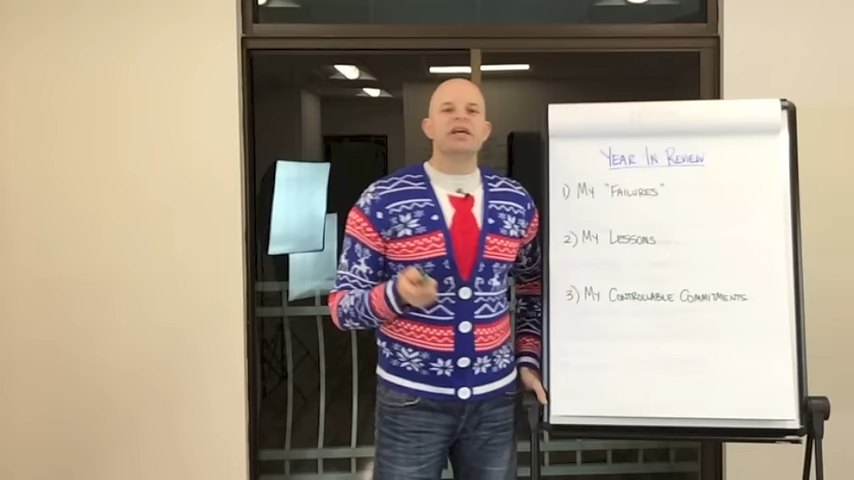 YEAR IN REVIEW
1) MY "FAILURES"
2) MY LESSONS
3) MY CONTROLLABLE COMMITMENTS